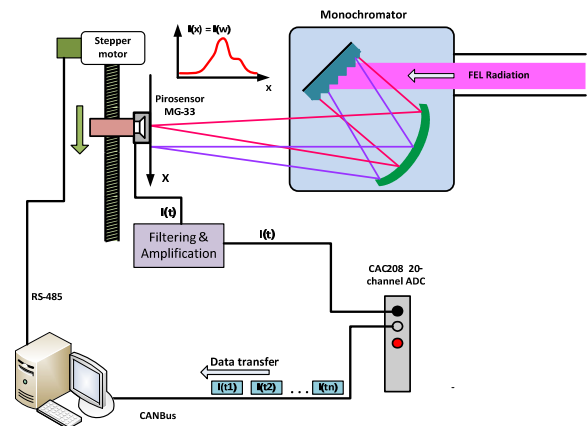 Monochromator
Stepper
motor
I(x) = I(w)
x
FEL Radiation
Pirosensor
MG-33
X
I(t)
Filtering &
Amplification
I(t)
CAC208 20-
channel ADC
RS-485
Data transfer
I(t1) I(t2) ... I(tn)
CANBus
-